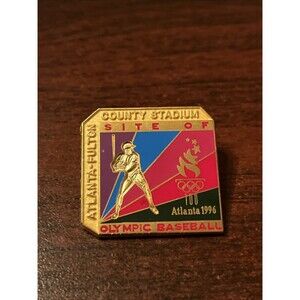 ATLANTA-FULTON
COUNTY STADIUM
SITE OF
100
Atlanta 1996
OLYMPIC BASEBALL